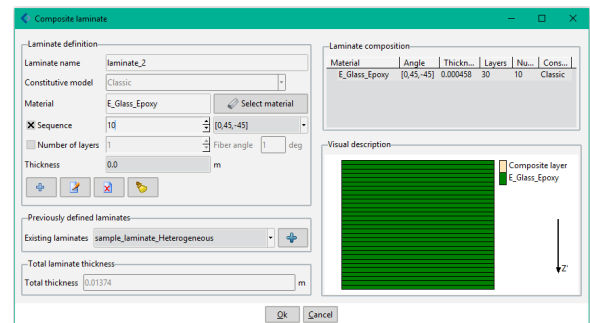 Composite laminate
Laminate definition
Laminate name laminate_2
Constitutive model Classic
Material E_Glass_Epoxy Select material
Sequence 10 [0,45,-45]
Number of layers 1 Fiber angle 1 deg
Thickness 0.0 m
Previously defined laminates
Existing laminates sample_laminate_Heterogeneous
Total laminate thickness
Total thickness 0.01374 m
Laminate composition
Material Angle Thickn... Layers Nu... Cons...
E_Glass_Epoxy [0,45,-45] 0.000458 30 10 Classic
Visual description
Composite layer
E_Glass_Epoxy
Z'
Ok Cancel